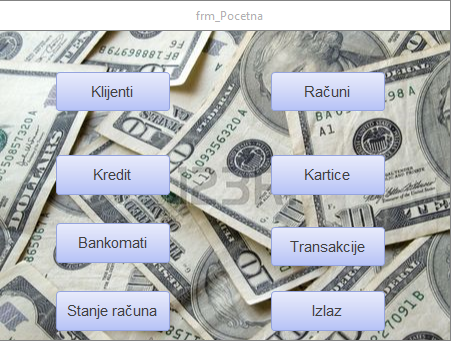 frm_Pocetna
Klijenti
Računi
Kredit
Kartice
Bankomati
Transakcije
Stanje računa
Izlaz